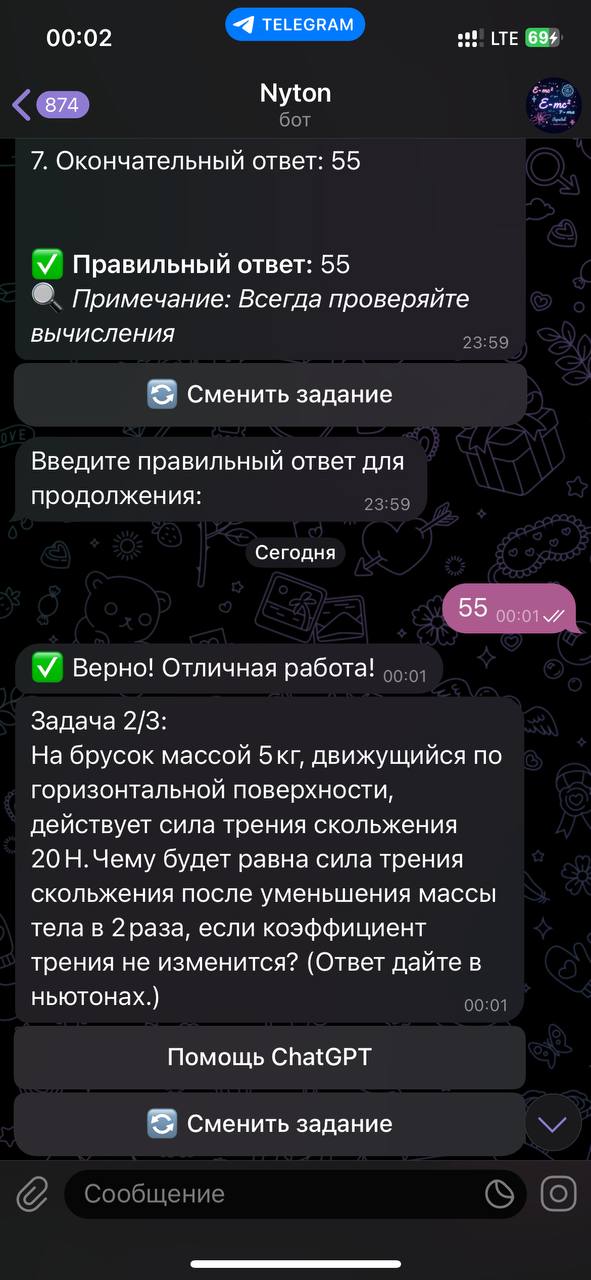 00:02
TELEGRAM
LTE 69
874
Nyton
бот
7. Окончательный ответ: 55
✅ Правильный ответ: 55
🔍 Примечание: Всегда проверяйте
вычисления
23:59
🔄 Сменить задание
Введите правильный ответ для
продолжения:
23:59
Сегодня
55 00:01
✅ Верно! Отличная работа! 00:01
Задача 2/3:
На брусок массой 5 кг, движущийся по
горизонтальной поверхности,
действует сила трения скольжения
20 Н. Чему будет равна сила трения
скольжения после уменьшения массы
тела в 2 раза, если коэффициент
трения не изменится? (Ответ дайте в
ньютонах.)
00:01
Помощь ChatGPT
🔄 Сменить задание
Сообщение